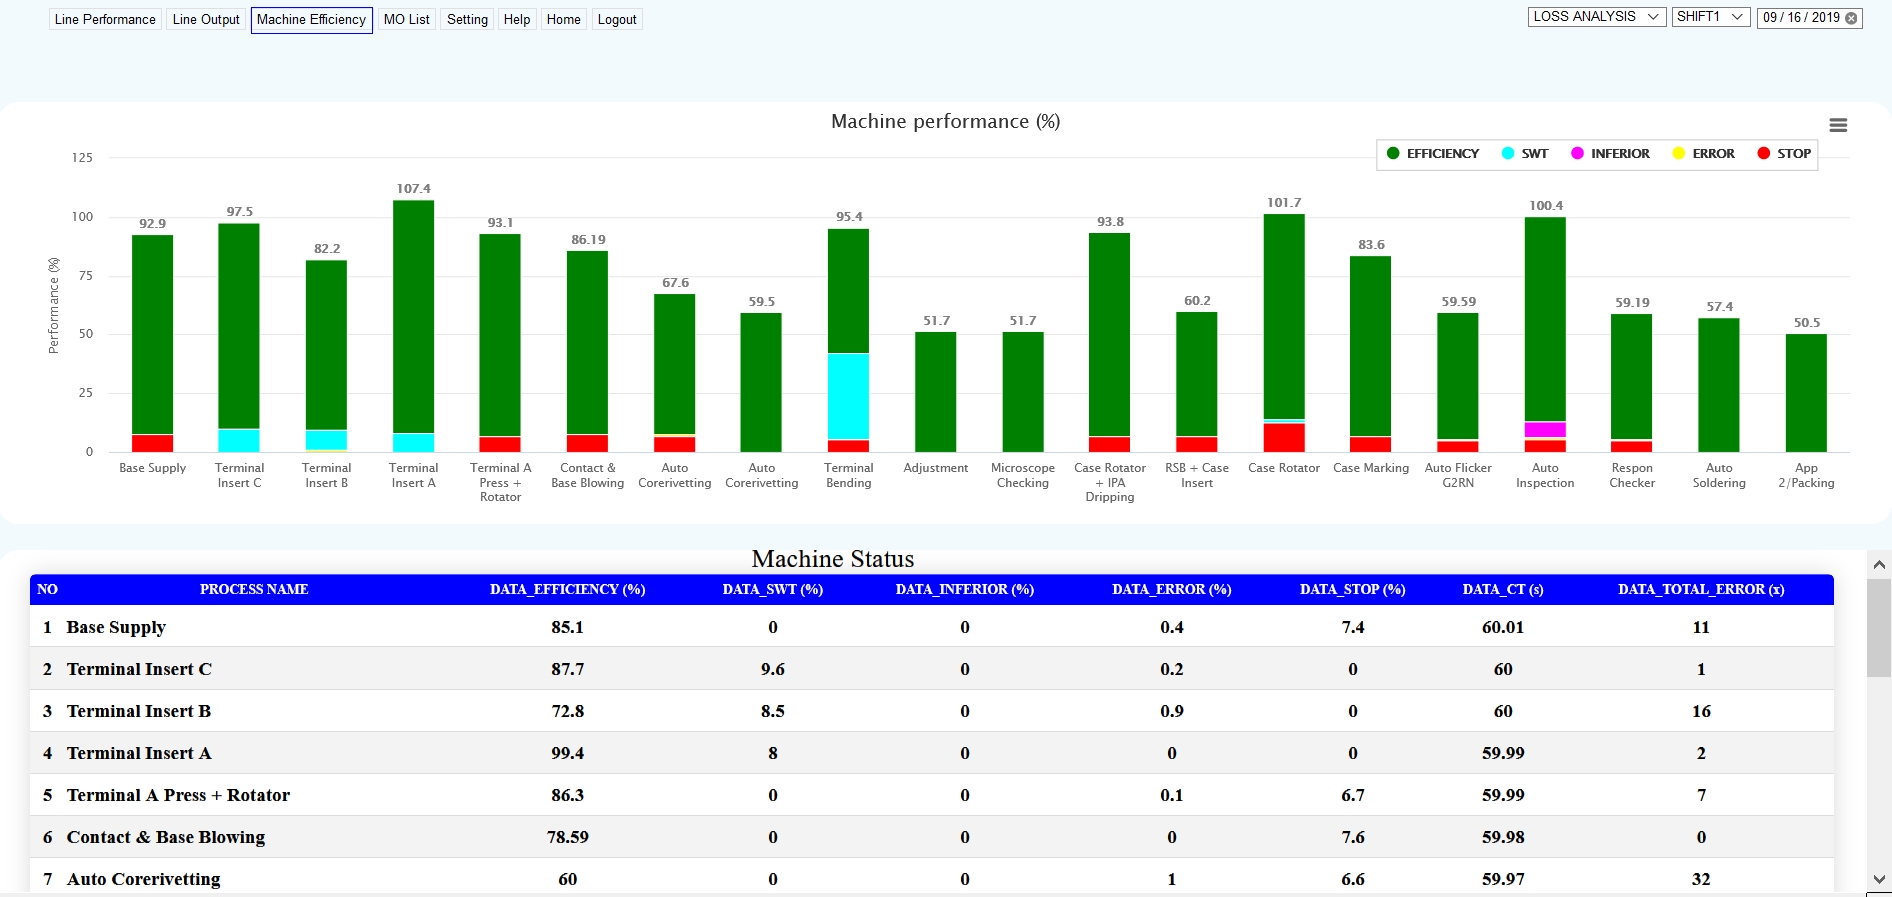 Line Performance Line Output Machine Efficiency MO List Setting Help Home Logout LOSS ANALYSIS SHIFT1 09 / 16 / 2019
Machine performance (%)
EFFICIENCY SWT INFERIOR ERROR STOP
Performance (%)
125
100
75
50
25
0
92.9 97.5 82.2 107.4 93.1 86.19 67.6 59.5 95.4 51.7 51.7 93.8 60.2 101.7 83.6 59.59 100.4 59.19 57.4 50.5
Base Supply
Terminal
Insert C
Terminal
Insert B
Terminal
Insert A
Terminal A
Press +
Rotator
Contact &
Base Blowing
Auto
Corerivetting
Auto
Corerivetting
Terminal
Bending
Adjustment
Microscope
Checking
Case Rotator
+ IPA
Dripping
RSB + Case
Insert
Case Rotator
Case Marking
Auto Flicker
G2RN
Auto
Inspection
Respon
Checker
Auto
Soldering
App
2/Packing
Machine Status
NO PROCESS NAME DATA_EFFICIENCY (%) DATA_SWT (%) DATA_INFERIOR (%) DATA_ERROR (%) DATA_STOP (%) DATA_CT (s) DATA_TOTAL_ERROR (x)
1 Base Supply 85.1 0 0 0.4 7.4 60.01 11
2 Terminal Insert C 87.7 9.6 0 0.2 0 60 1
3 Terminal Insert B 72.8 8.5 0 0.9 0 60 16
4 Terminal Insert A 99.4 8 0 0 0 59.99 2
5 Terminal A Press + Rotator 86.3 0 0 0.1 6.7 59.99 7
6 Contact & Base Blowing 78.59 0 0 0 7.6 59.98 0
7 Auto Corerivetting 60 0 0 1 6.6 59.97 32